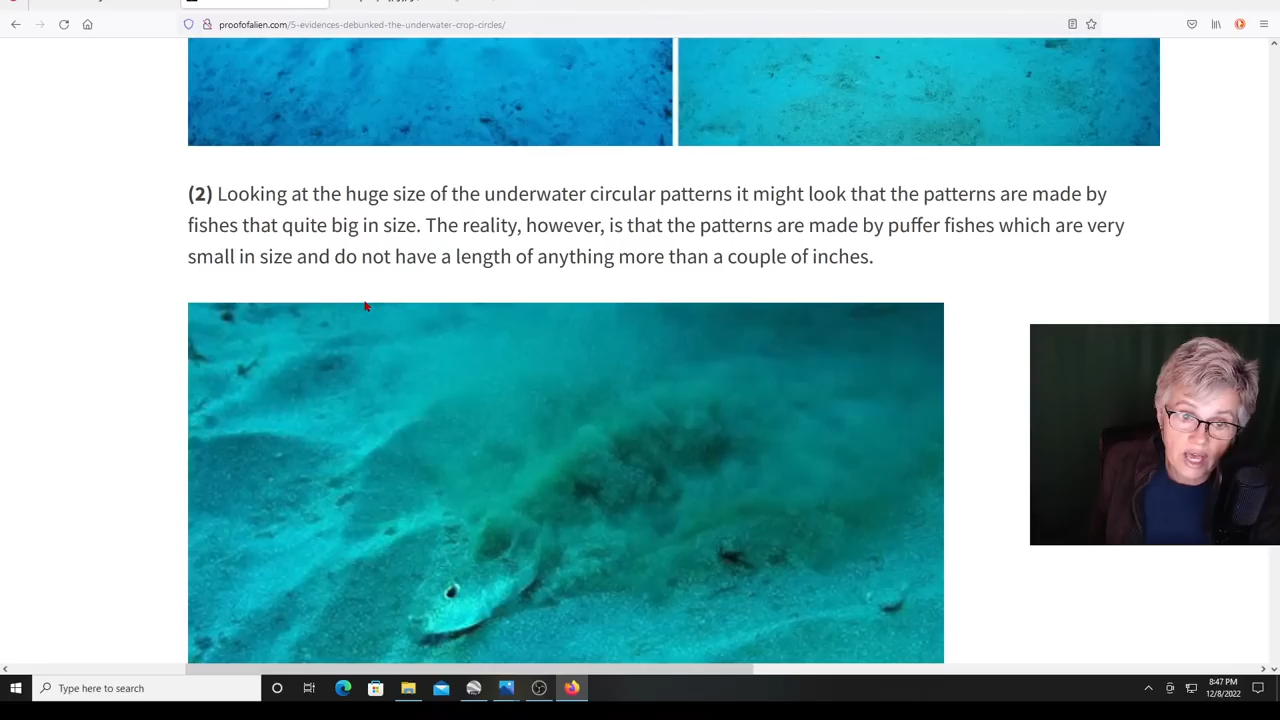 proofofalien.com/5-evidences-debunked-the-underwater-crop-circles/
(2) Looking at the huge size of the underwater circular patterns it might look that the patterns are made by
fishes that quite big in size. The reality, however, is that the patterns are made by puffer fishes which are very
small in size and do not have a length of anything more than a couple of inches.
Type here to search
8:47 PM
12/8/2022